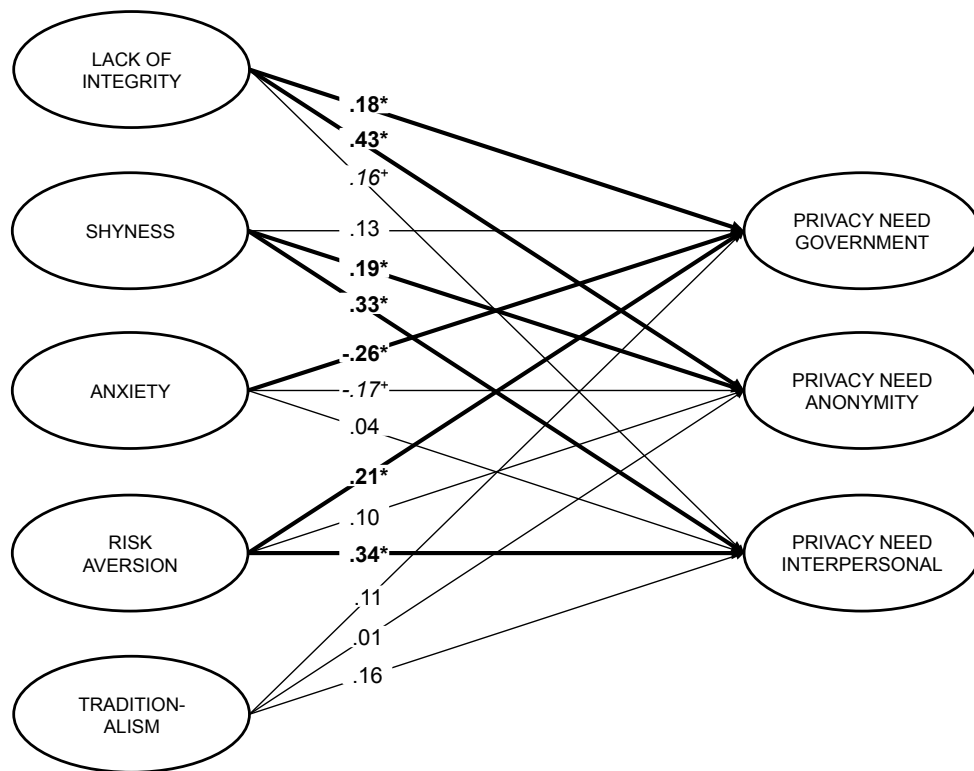 LACK OF
INTEGRITY
SHYNESS
ANXIETY
RISK
AVERSION
TRADITION-
ALISM
.18*
.43*
.16+
.13
.19*
.33*
-.26*
-.17+
.04
.21*
.10
.34*
.11
.01
.16
PRIVACY NEED
GOVERNMENT
PRIVACY NEED
ANONYMITY
PRIVACY NEED
INTERPERSONAL